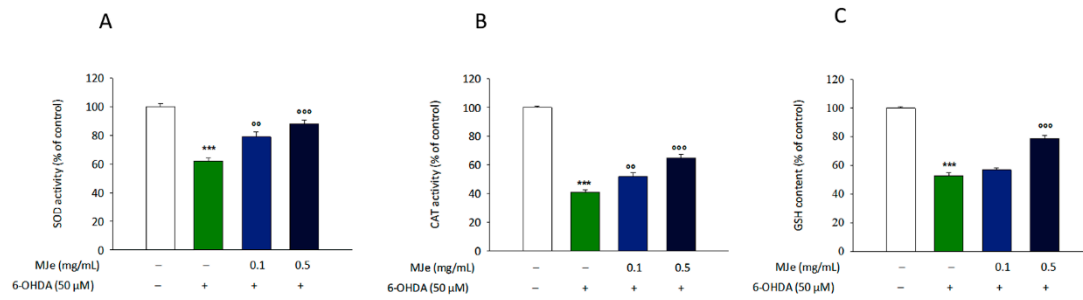 A
SOD activity (% of control)
120
100
80
60
40
20
0
***
°°
°°°
MJe (mg/mL) – – 0.1 0.5
6-OHDA (50 µM) – + + +
B
CAT activity (% of control)
120
100
80
60
40
20
0
***
°°
°°°
MJe (mg/mL) – – 0.1 0.5
6-OHDA (50 µM) – + + +
C
GSH content (% of control)
120
100
80
60
40
20
0
***
°°°
MJe (mg/mL) – – 0.1 0.5
6-OHDA (50 µM) – + + +